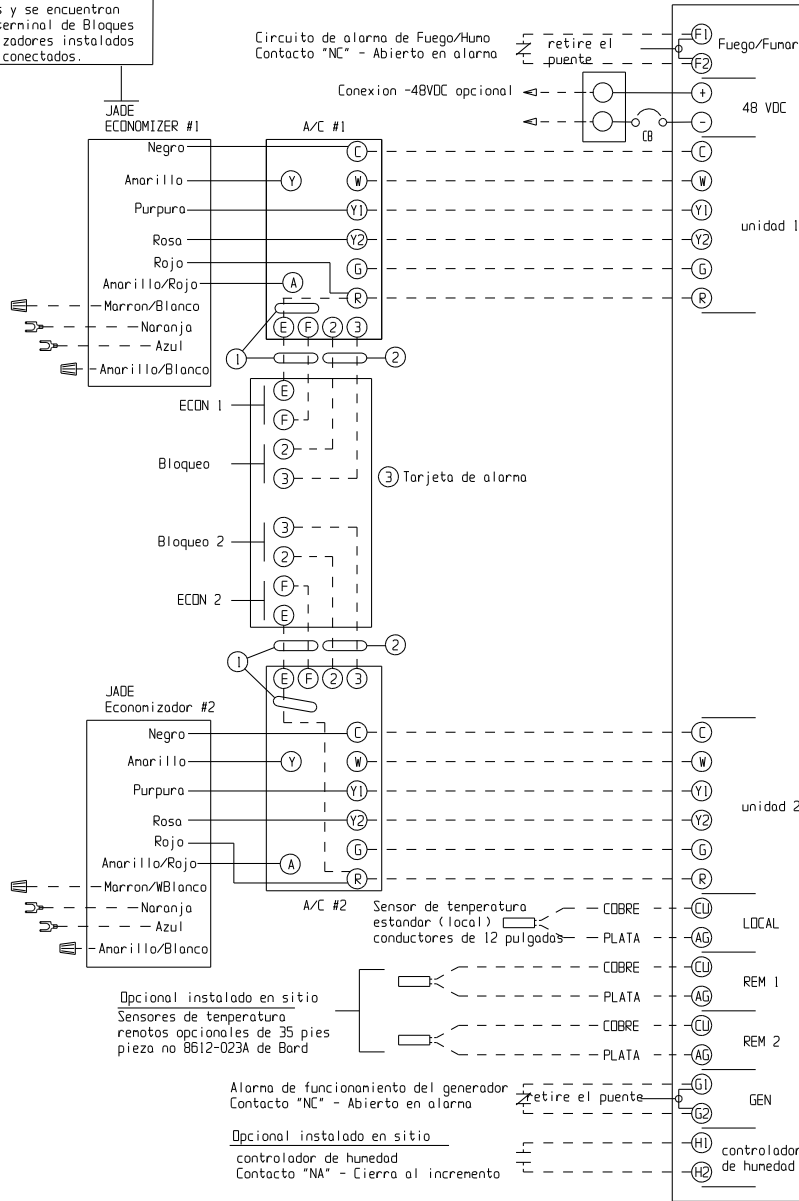 s y se encuentran
terminal de Bloques
zadores instalados
conectados.
Circuito de alarma de Fuego/Humo
Contacto "NC" - Abierto en alarma
retire el
puente
F1
F2
Fuego/Fumar
Conexion -48VDC opcional
CB
+
-
48 VDC
JADE
ECONOMIZER #1
A/C #1
Negro
Amarillo
Purpura
Rosa
Rojo
Amarillo/Rojo
Marron/Blanco
Naranja
Azul
Amarillo/Blanco
Y
A
C
W
Y1
Y2
G
R
E F 2 3
C
W
Y1
Y2
G
R
unidad 1
1
2
ECON 1
E
F
Bloqueo
2
3
3 Tarjeta de alarma
Bloqueo 2
3
2
ECON 2
F
E
1
2
E F 2 3
JADE
Economizador #2
Negro
Amarillo
Purpura
Rosa
Rojo
Amarillo/Rojo
Marron/WBlanco
Naranja
Azul
Amarillo/Blanco
Y
A
C
W
Y1
Y2
G
R
A/C #2
C
W
Y1
Y2
G
R
unidad 2
Sensor de temperatura
estandar (local)
conductores de 12 pulgadas
COBRE
PLATA
CU
AG
LOCAL
COBRE
PLATA
CU
AG
REM 1
Opcional instalado en sitio
Sensores de temperatura
remotos opcionales de 35 pies
pieza no 8612-023A de Bard
COBRE
PLATA
CU
AG
REM 2
Alarma de funcionamiento del generador
Contacto "NC" - Abierto en alarma
retire el puente
G1
G2
GEN
Opcional instalado en sitio
controlador de humedad
Contacto "NA" - Cierra al incremento
H1
H2
controlador
de humedad